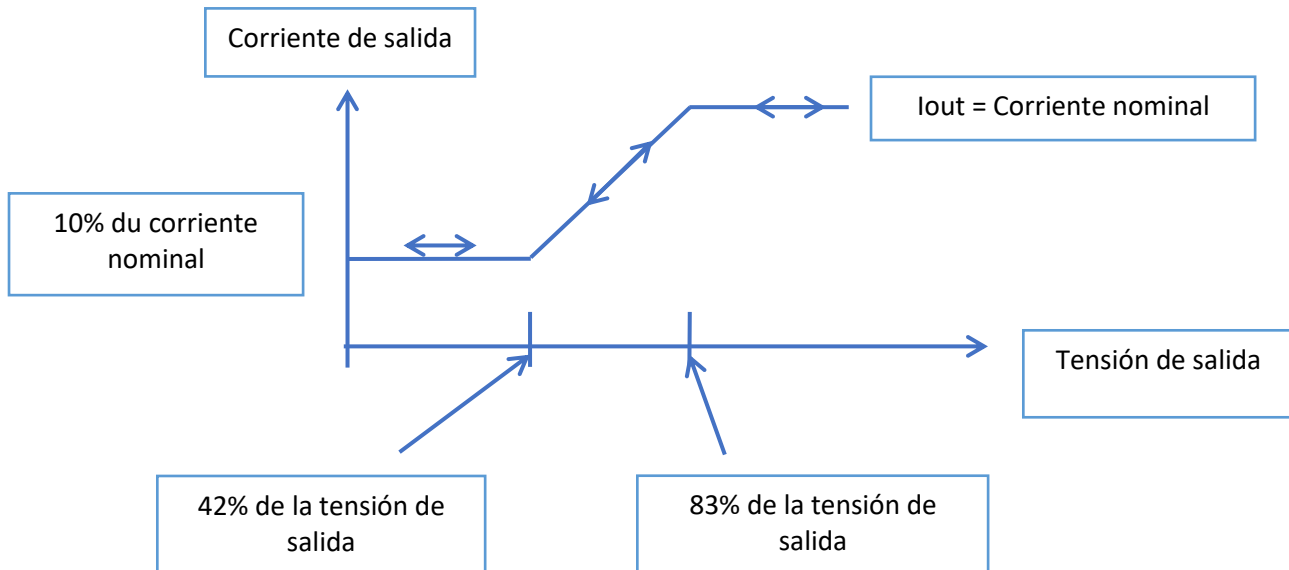 Corriente de salida
Iout = Corriente nominal
10% du corriente
nominal
Tensión de salida
42% de la tensión de
salida
83% de la tensión de
salida